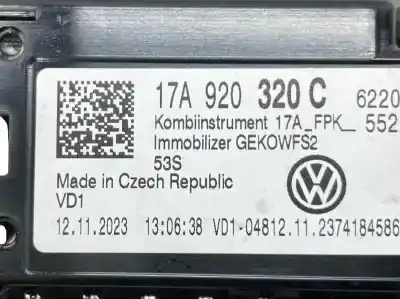 17A 920 320 C 6220
Kombiinstrument 17A_FPK_ 552
Immobilizer GEKOWFS2
53S
Made in Czech Republic
VD1
12.11.2023 13:06:38 VD1-04812.11.2374184586